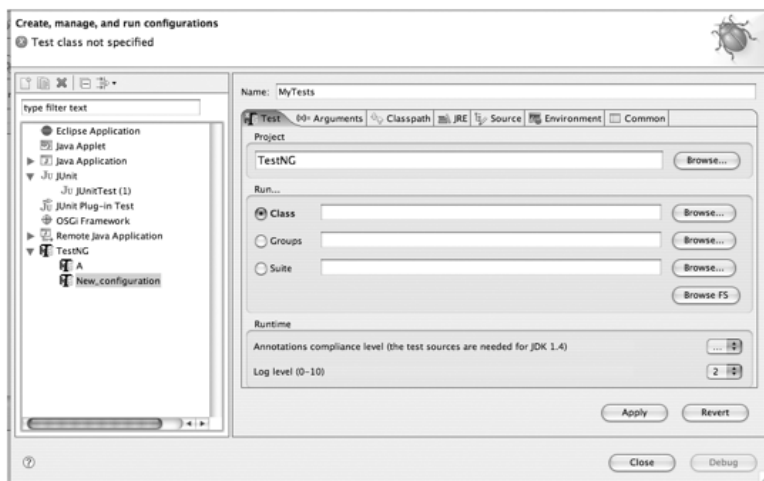 Create, manage, and run configurations
Test class not specified
type filter text
Eclipse Application
Java Applet
Java Application
Ju JUnit
Ju JUnitTest (1)
JUnit Plug-in Test
OSGi Framework
Remote Java Application
TestNG
A
New_configuration
Name: MyTests
Test (x)= Arguments Classpath JRE Source Environment Common
Project
TestNG Browse...
Run...
Class Browse...
Groups Browse...
Suite Browse...
Browse FS
Runtime
Annotations compliance level (the test sources are needed for JDK 1.4) ...
Log level (0-10) 2
Apply Revert
? Close Debug